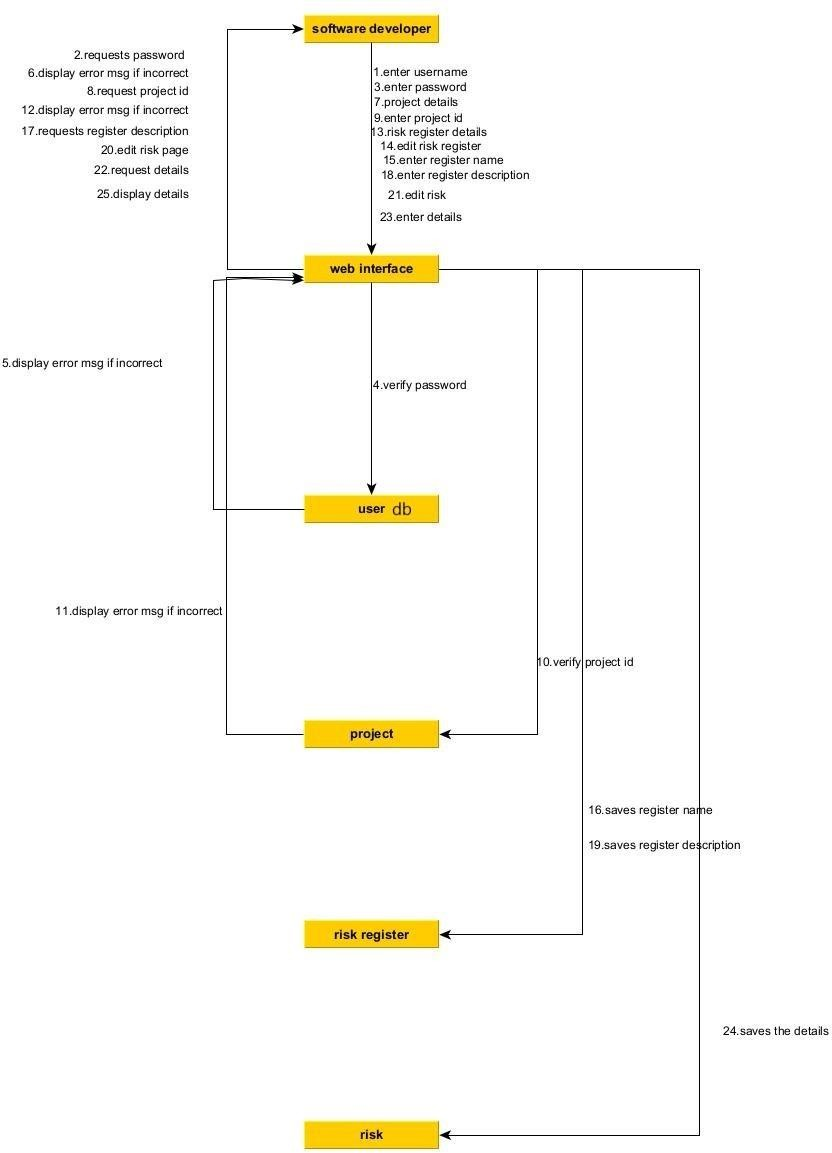 software developer
2.requests password
6.display error msg if incorrect
8.request project id
12.display error msg if incorrect
17.requests register description
20.edit risk page
22.request details
25.display details
1.enter username
3.enter password
7.project details
9.enter project id
13.risk register details
14.edit risk register
15.enter register name
18.enter register description
21.edit risk
23.enter details
web interface
5.display error msg if incorrect
4.verify password
user db
11.display error msg if incorrect
10.verify project id
project
16.saves register name
19.saves register description
risk register
24.saves the details
risk